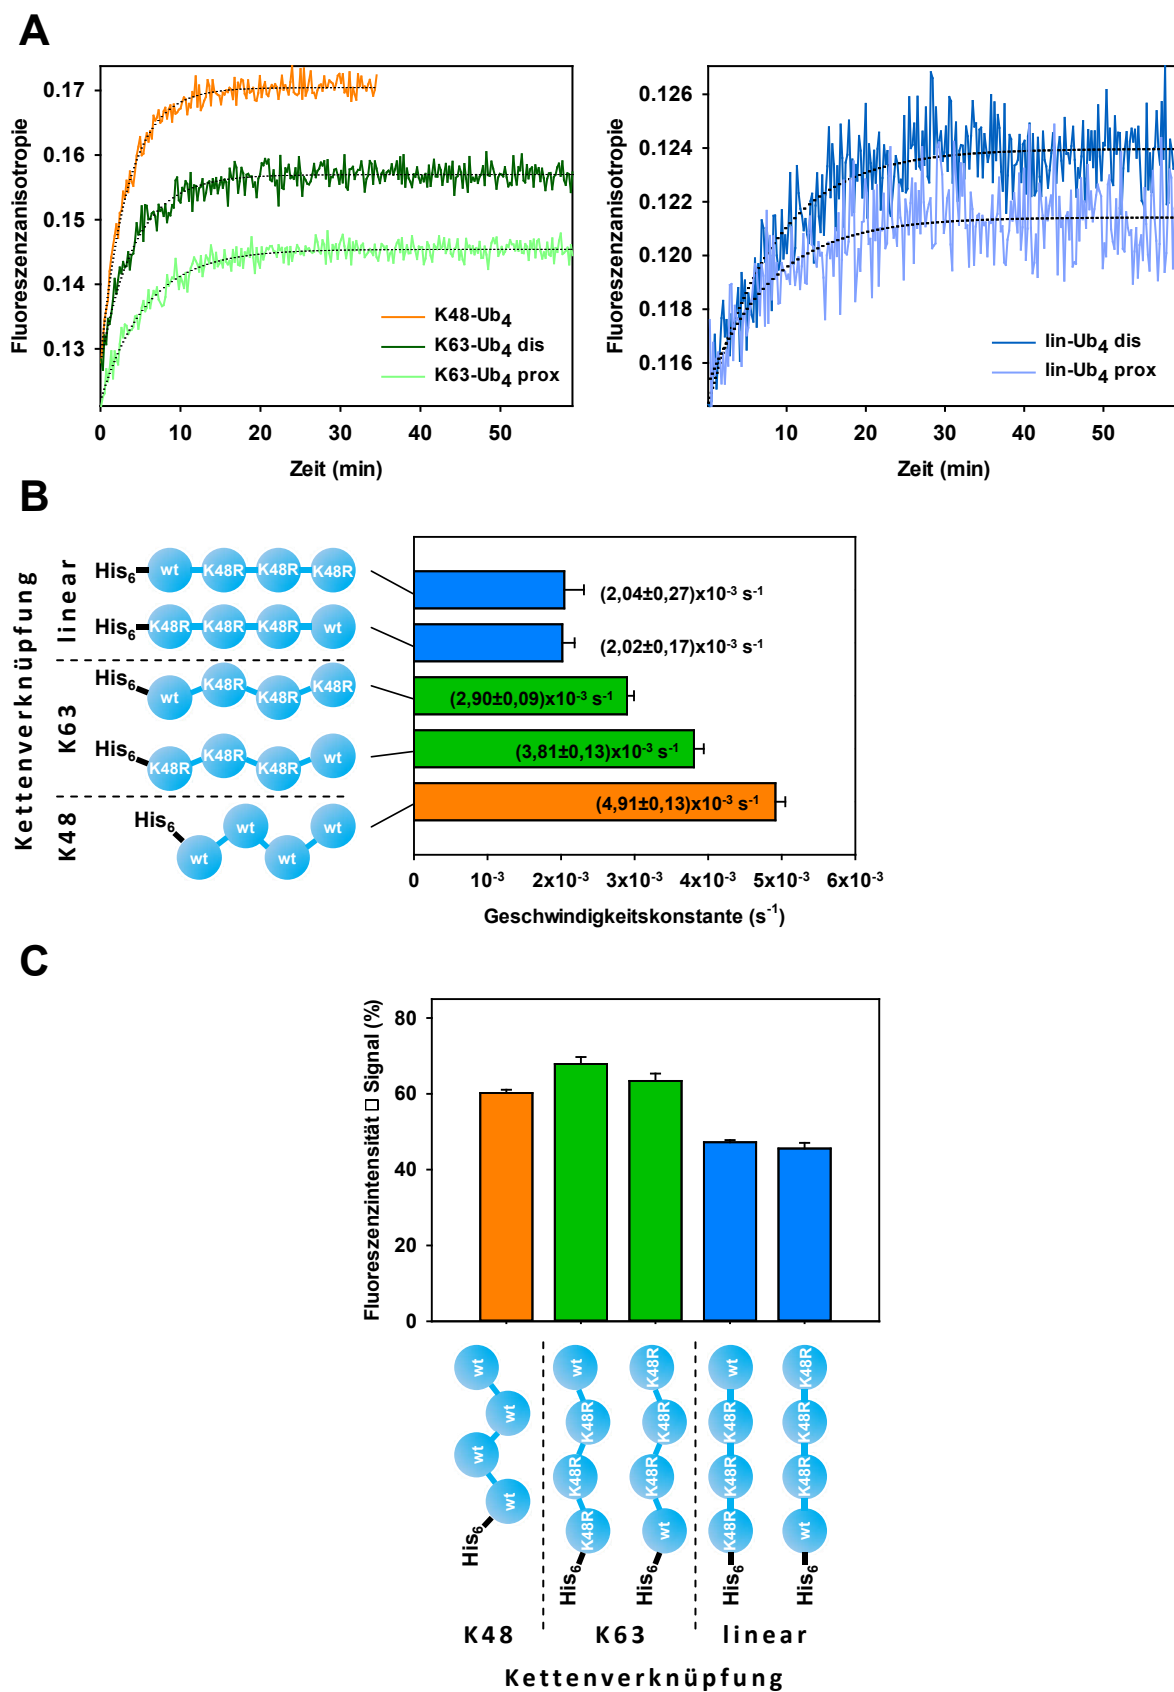 A
Fluoreszenzanisotropie
0.17
0.16
0.15
0.14
0.13
K48-Ub4
K63-Ub4 dis
K63-Ub4 prox
0 10 20 30 40 50
Zeit (min)
Fluoreszenzanisotropie
0.126
0.124
0.121
0.120
0.118
0.116
lin-Ub4 dis
lin-Ub4 prox
10 20 30 40 50
Zeit (min)
B
Kettenverknüpfung
linear
K63
K48
His6 wt K48R K48R K48R
(2,04±0,27)x10-3 s-1
His6 K48R K48R K48R wt
(2,02±0,17)x10-3 s-1
His6 wt K48R K48R K48R
(2,90±0,09)x10-3 s-1
His6 K48R K48R K48R wt
(3,81±0,13)x10-3 s-1
His6 wt wt wt wt
(4,91±0,13)x10-3 s-1
0 10-3 2x10-3 3x10-3 4x10-3 5x10-3 6x10-3
Geschwindigkeitskonstante (s-1)
C
Fluoreszenzintensität □ Signal (%)
80
60
40
20
0
wt wt wt wt His6
wt K48R K48R K48R His6
K48R K48R K48R wt His6
wt K48R K48R K48R His6
K48R K48R K48R wt His6
K48 K63 linear
Kettenverknüpfung